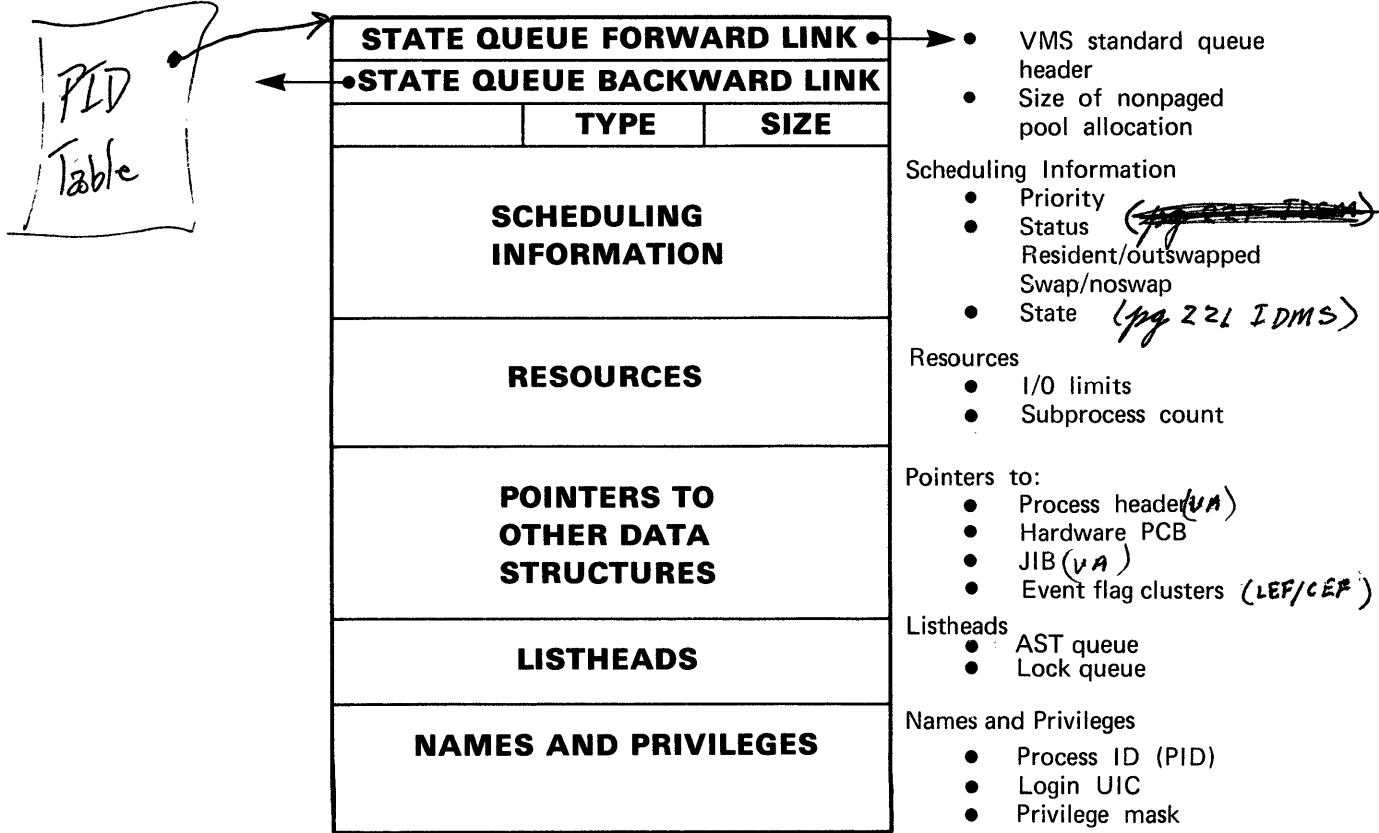 PID
Table
STATE QUEUE FORWARD LINK
STATE QUEUE BACKWARD LINK
TYPE SIZE
SCHEDULING
INFORMATION
RESOURCES
POINTERS TO
OTHER DATA
STRUCTURES
LISTHEADS
NAMES AND PRIVILEGES
● VMS standard queue
header
● Size of nonpaged
pool allocation
Scheduling Information
● Priority
● Status
Resident/outswapped
Swap/noswap
● State (pg 221 IDMS)
Resources
● I/O limits
● Subprocess count
Pointers to:
● Process header (VA)
● Hardware PCB
● JIB (VA)
● Event flag clusters (LEF/CEF)
Listheads
● AST queue
● Lock queue
Names and Privileges
● Process ID (PID)
● Login UIC
● Privilege mask